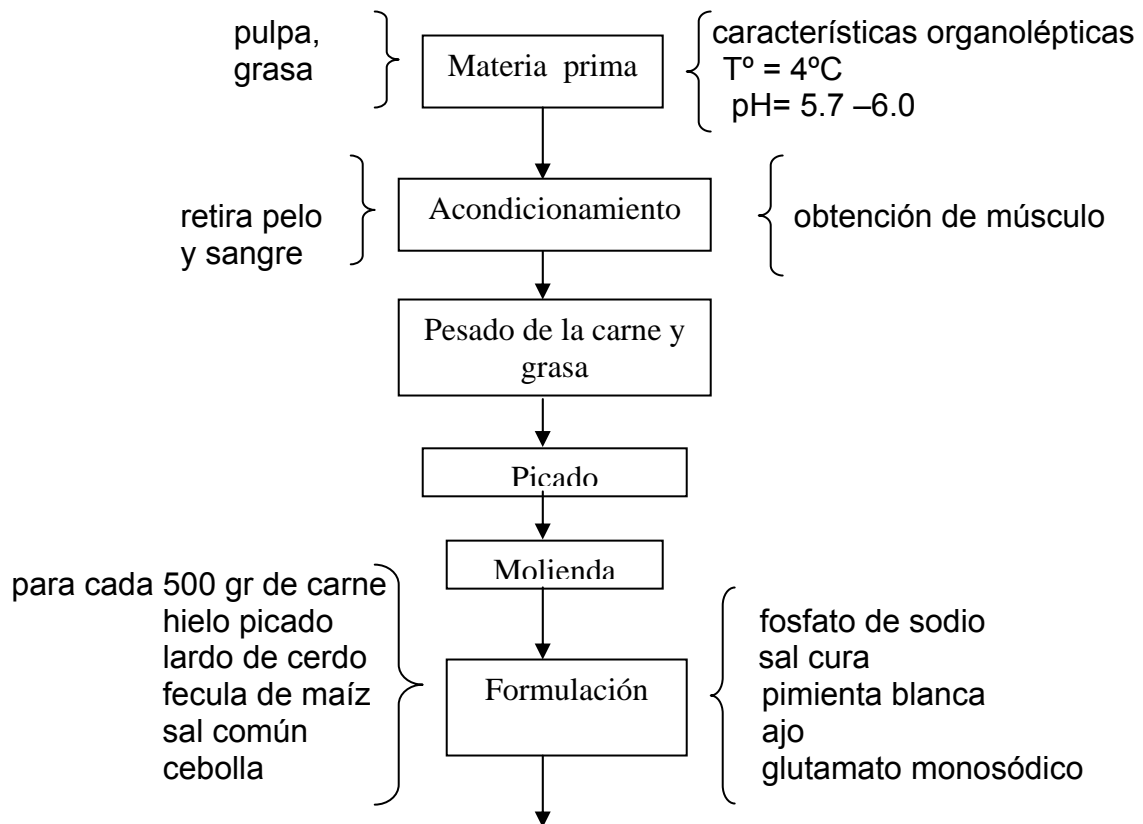 pulpa,
grasa
Materia prima
características organolépticas
Tº = 4ºC
pH= 5.7 –6.0
retira pelo
y sangre
Acondicionamiento
obtención de músculo
Pesado de la carne y
grasa
Picado
Molienda
para cada 500 gr de carne
hielo picado
lardo de cerdo
fecula de maíz
sal común
cebolla
Formulación
fosfato de sodio
sal cura
pimienta blanca
ajo
glutamato monosódico